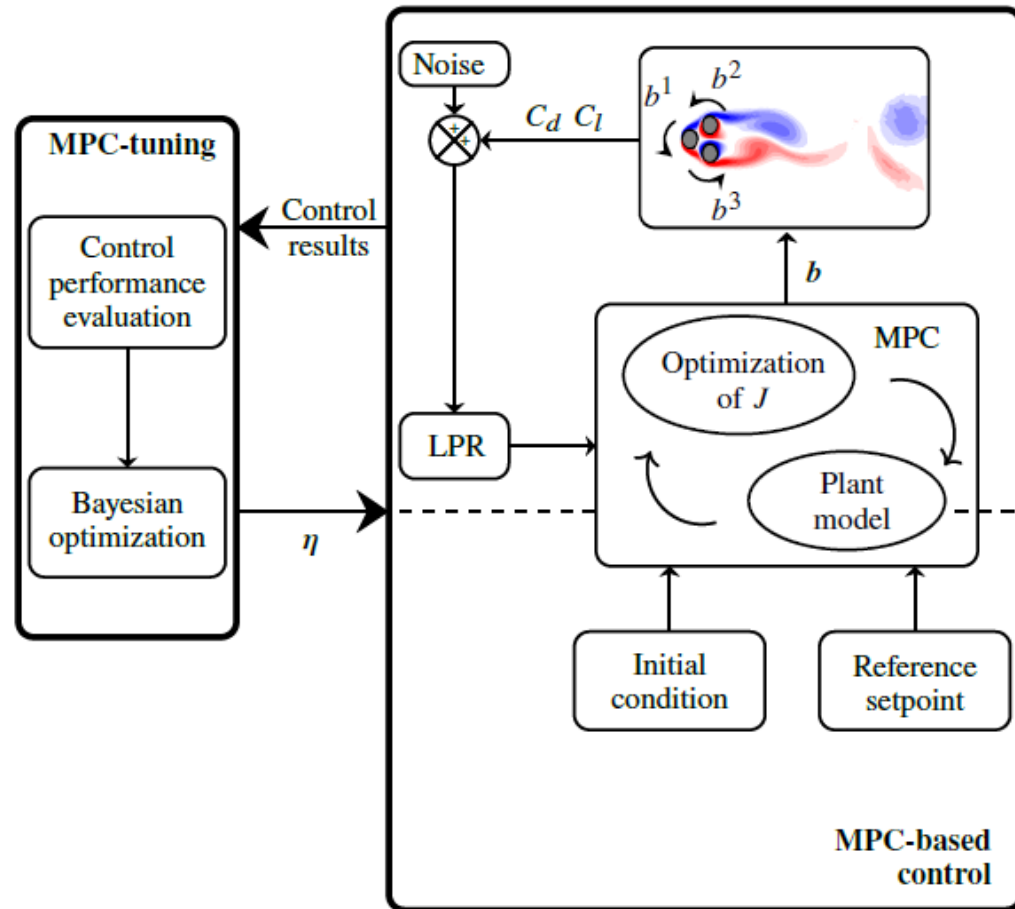 MPC-tuning
Control
performance
evaluation
Bayesian
optimization
Control
results
η
Noise
+
+
C_d C_l
b^1
b^2
b^3
b
LPR
MPC
Optimization
of J
Plant
model
Initial
condition
Reference
setpoint
MPC-based
control